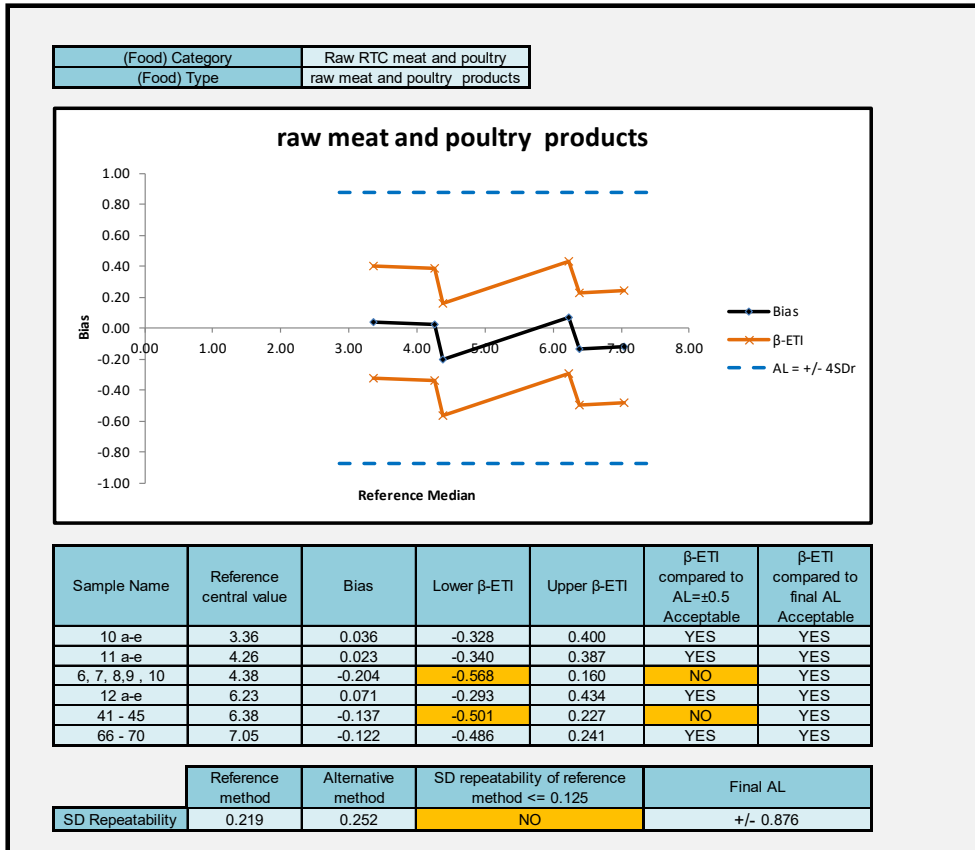 (Food) Category Raw RTC meat and poultry
(Food) Type raw meat and poultry products
raw meat and poultry products
1.00
0.80
0.60
0.40
0.20
0.00
-0.20
-0.40
-0.60
-0.80
-1.00
0.00 1.00 2.00 3.00 4.00 5.00 6.00 7.00 8.00
Bias
Reference Median
Bias
β-ETI
AL = +/- 4SDr
Sample Name Reference central value Bias Lower β-ETI Upper β-ETI β-ETI compared to AL=±0.5 Acceptable β-ETI compared to final AL Acceptable
10 a-e 3.36 0.036 -0.328 0.400 YES YES
11 a-e 4.26 0.023 -0.340 0.387 YES YES
6, 7, 8,9 , 10 4.38 -0.204 -0.568 0.160 NO YES
12 a-e 6.23 0.071 -0.293 0.434 YES YES
41 - 45 6.38 -0.137 -0.501 0.227 NO YES
66 - 70 7.05 -0.122 -0.486 0.241 YES YES
Reference method Alternative method SD repeatability of reference method <= 0.125 Final AL
SD Repeatability 0.219 0.252 NO +/- 0.876